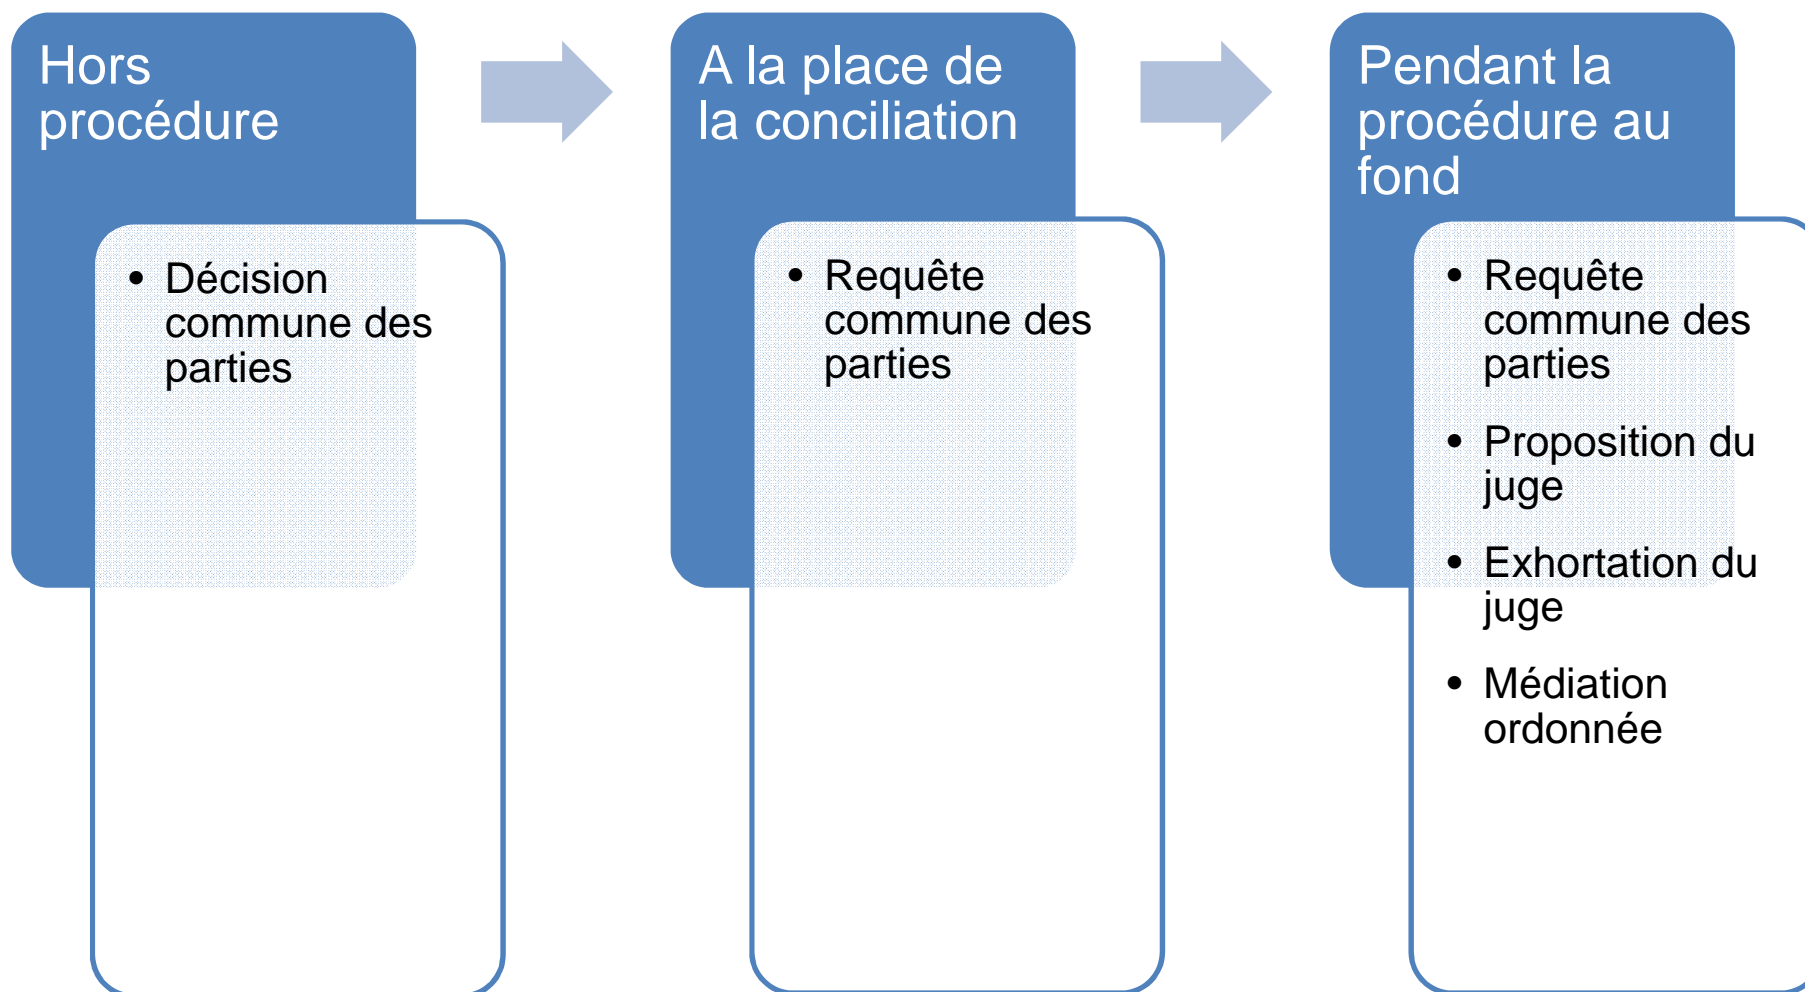 Hors
procédure
• Décision
commune des
parties
A la place de
la conciliation
• Requête
commune des
parties
Pendant la
procédure au
fond
• Requête
commune des
parties
• Proposition du
juge
• Exhortation du
juge
• Médiation
ordonnée